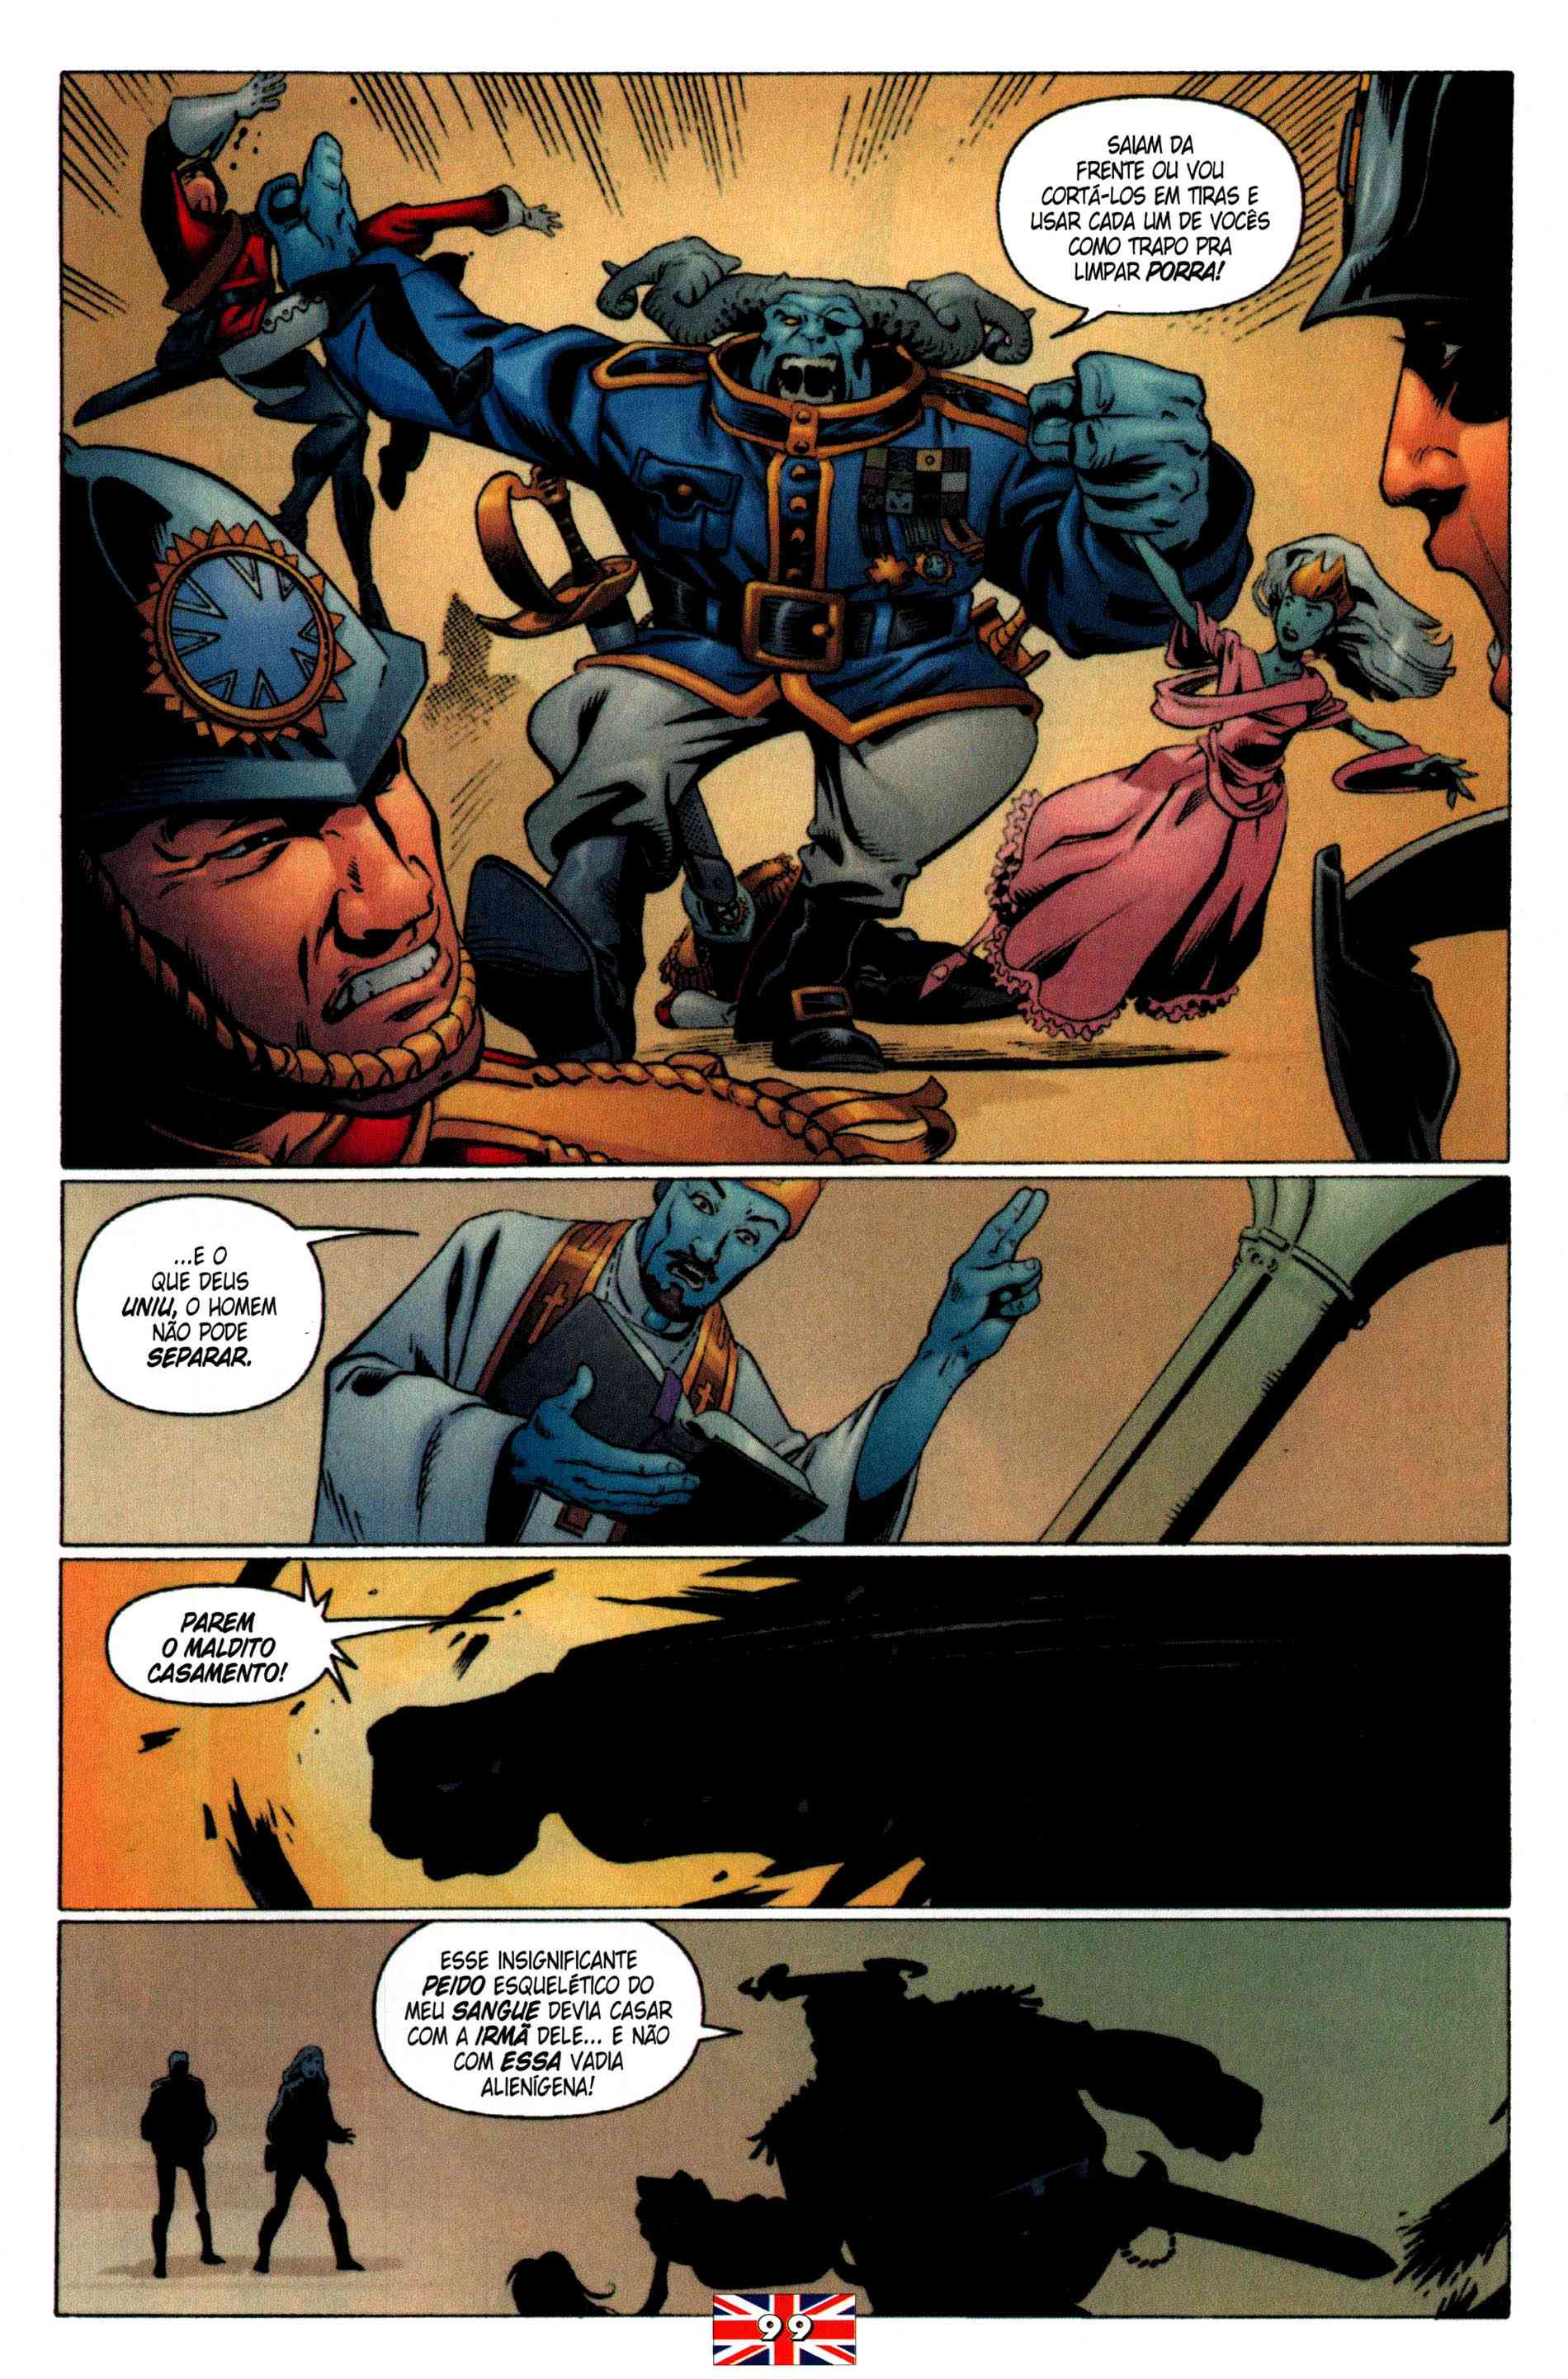 SAIAM DA
FRENTE OU VOU
CORTÁ-LOS EM TIRAS E
USAR CADA UM DE VOCÊS
COMO TRAPO PRA
LIMPAR PORRA!
...E O
QUE DEUS
UNIU, O HOMEM
NÃO PODE
SEPARAR.
PAREM
O MALDITO
CASAMENTO!
ESSE INSIGNIFICANTE
PEIDO ESQUELÉTICO DO
MEU SANGUE DEVIA CASAR
COM A IRMÃ DELE... E NÃO
COM ESSA VADIA
ALIENÍGENA!
99